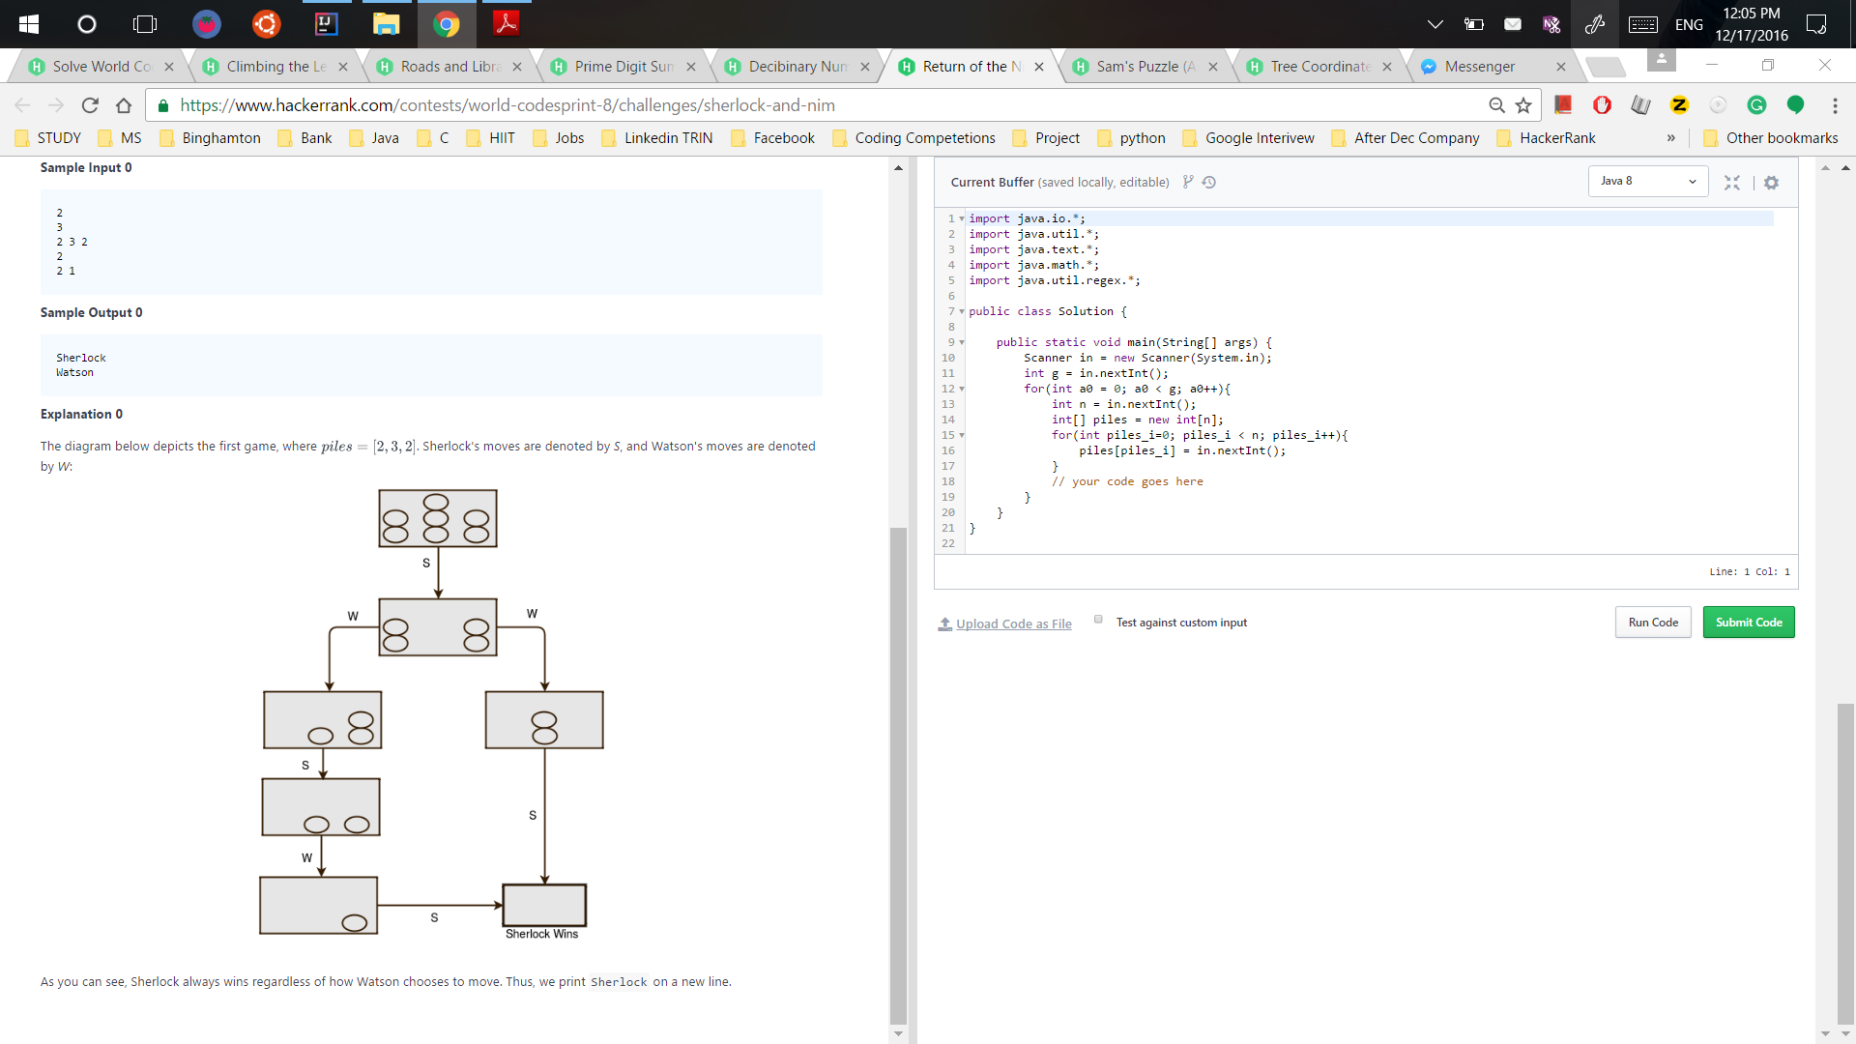 ENG
12:05 PM
12/17/2016
Solve World Co
Climbing the Le
Roads and Libra
Prime Digit Sum
Decibinary Num
Return of the N
Sam's Puzzle (A
Tree Coordinate
Messenger
https://www.hackerrank.com/contests/world-codesprint-8/challenges/sherlock-and-nim
STUDY MS Binghamton Bank Java C HIIT Jobs Linkedin TRIN Facebook Coding Competetions Project python Google Interivew After Dec Company HackerRank » Other bookmarks
Sample Input 0
2
3
2 3 2
2
2 1
Sample Output 0
Sherlock
Watson
Explanation 0
The diagram below depicts the first game, where piles = [2, 3, 2]. Sherlock's moves are denoted by S, and Watson's moves are denoted
by W:
S
W
W
S
S
W
S
Sherlock Wins
As you can see, Sherlock always wins regardless of how Watson chooses to move. Thus, we print Sherlock on a new line.
Current Buffer (saved locally, editable)
Java 8
1 import java.io.*;
2 import java.util.*;
3 import java.text.*;
4 import java.math.*;
5 import java.util.regex.*;
6
7 public class Solution {
8
9 public static void main(String[] args) {
10 Scanner in = new Scanner(System.in);
11 int g = in.nextInt();
12 for(int a0 = 0; a0 < g; a0++){
13 int n = in.nextInt();
14 int[] piles = new int[n];
15 for(int piles_i=0; piles_i < n; piles_i++){
16 piles[piles_i] = in.nextInt();
17 }
18 // your code goes here
19 }
20 }
21 }
22
Line: 1 Col: 1
Upload Code as File
Test against custom input
Run Code
Submit Code